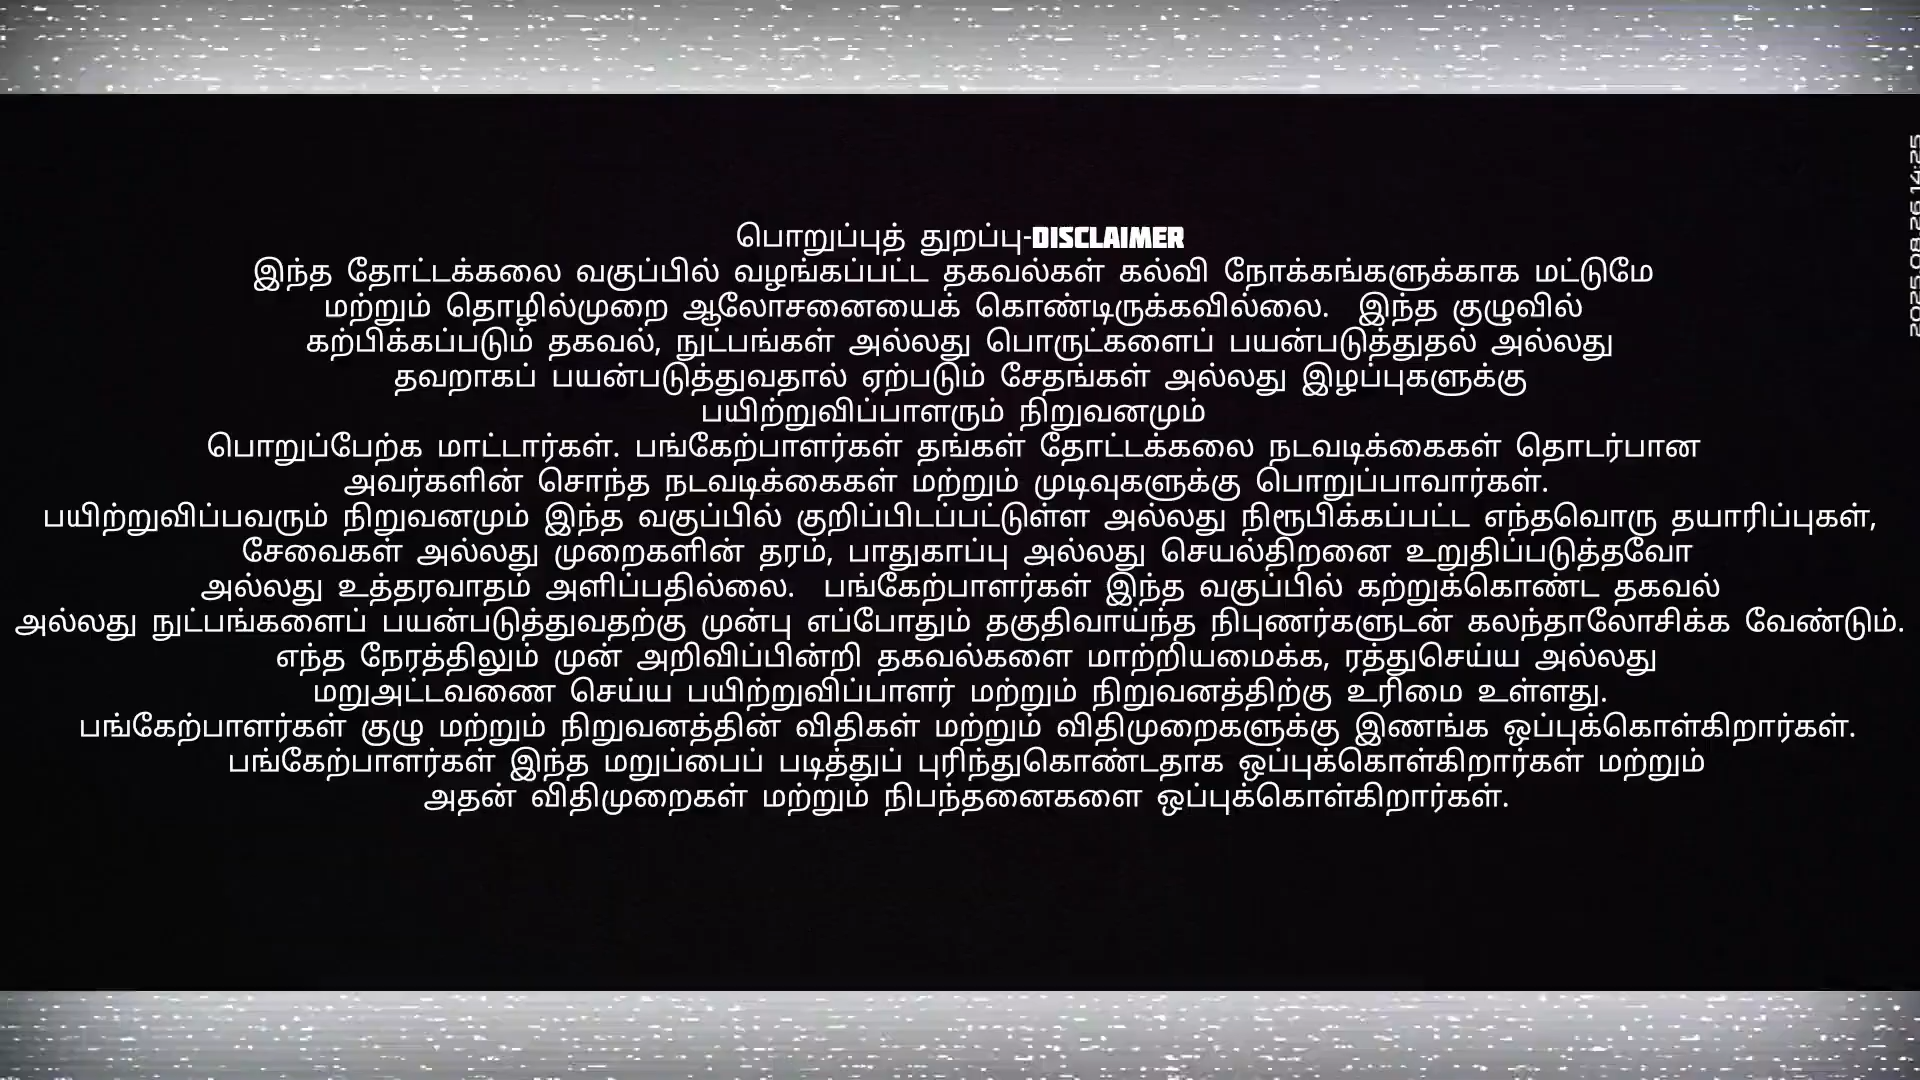 பொறுப்புத் துறப்பு-DISCLAIMER
இந்த தோட்டக்கலை வகுப்பில் வழங்கப்பட்ட தகவல்கள் கல்வி நோக்கங்களுக்காக மட்டுமே
மற்றும் தொழில்முறை ஆலோசனையைக் கொண்டிருக்கவில்லை. இந்த குழுவில்
கற்பிக்கப்படும் தகவல், நுட்பங்கள் அல்லது பொருட்களைப் பயன்படுத்துதல் அல்லது
தவறாகப் பயன்படுத்துவதால் ஏற்படும் சேதங்கள் அல்லது இழப்புகளுக்கு
பயிற்றுவிப்பாளரும் நிறுவனமும்
பொறுப்பேற்க மாட்டார்கள். பங்கேற்பாளர்கள் தங்கள் தோட்டக்கலை நடவடிக்கைகள் தொடர்பான
அவர்களின் சொந்த நடவடிக்கைகள் மற்றும் முடிவுகளுக்கு பொறுப்பாவார்கள்.
பயிற்றுவிப்பவரும் நிறுவனமும் இந்த வகுப்பில் குறிப்பிடப்பட்டுள்ள அல்லது நிரூபிக்கப்பட்ட எந்தவொரு தயாரிப்புகள்,
சேவைகள் அல்லது முறைகளின் தரம், பாதுகாப்பு அல்லது செயல்திறனை உறுதிப்படுத்தவோ
அல்லது உத்தரவாதம் அளிப்பதில்லை. பங்கேற்பாளர்கள் இந்த வகுப்பில் கற்றுக்கொண்ட தகவல்
அல்லது நுட்பங்களைப் பயன்படுத்துவதற்கு முன்பு எப்போதும் தகுதிவாய்ந்த நிபுணர்களுடன் கலந்தாலோசிக்க வேண்டும்.
எந்த நேரத்திலும் முன் அறிவிப்பின்றி தகவல்களை மாற்றியமைக்க, ரத்துசெய்ய அல்லது
மறுஅட்டவணை செய்ய பயிற்றுவிப்பாளர் மற்றும் நிறுவனத்திற்கு உரிமை உள்ளது.
பங்கேற்பாளர்கள் குழு மற்றும் நிறுவனத்தின் விதிகள் மற்றும் விதிமுறைகளுக்கு இணங்க ஒப்புக்கொள்கிறார்கள்.
பங்கேற்பாளர்கள் இந்த மறுப்பைப் படித்துப் புரிந்துகொண்டதாக ஒப்புக்கொள்கிறார்கள் மற்றும்
அதன் விதிமுறைகள் மற்றும் நிபந்தனைகளை ஒப்புக்கொள்கிறார்கள்.
2025.08.26 14:25